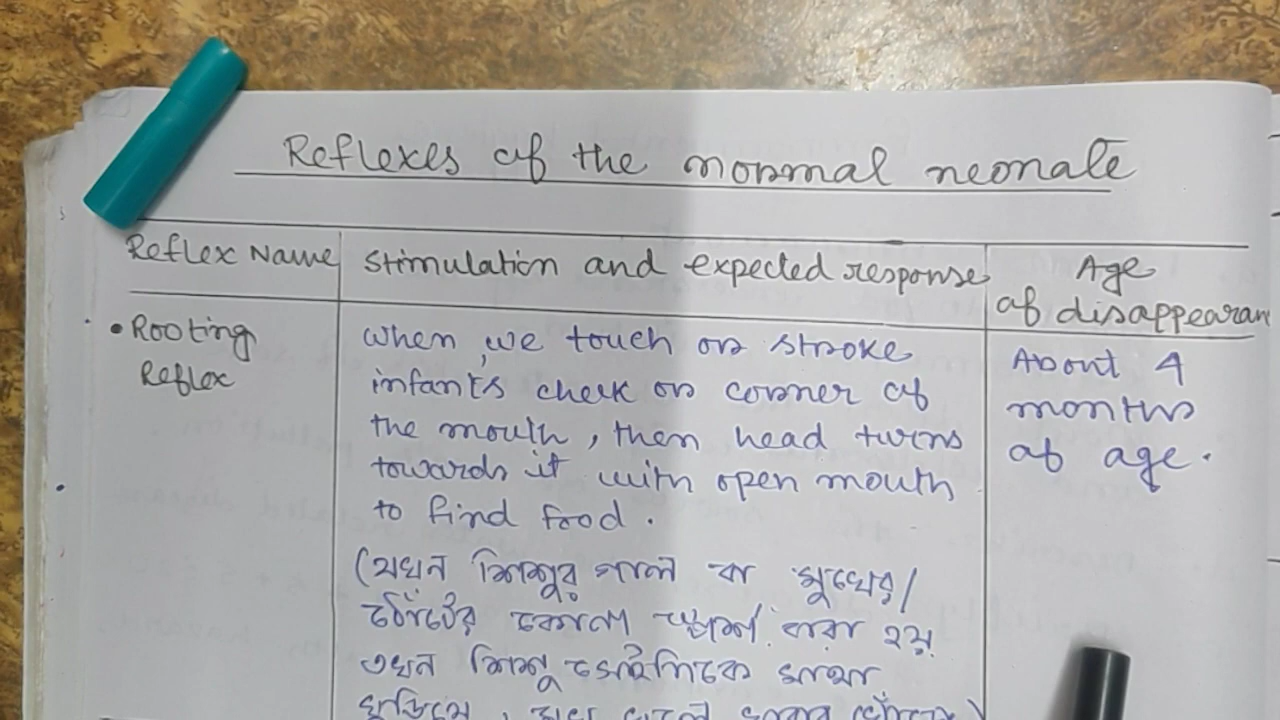 Reflexes of the normal neonate
Reflex Name
Stimulation and expected response
Age
of disappearan
• Rooting
Reflex
When we touch or stroke
infant's cheek or corner of
the mouth, then head turns
towards it with open mouth
to find food.
(যখন শিশুর গালে বা মুখের/
ঠোঁটের কোনো স্পর্শ করা হয়
তখন শিশু সেইদিকে মাথা
ঘুরিয়ে, হাঁ
About 4
months
of age.